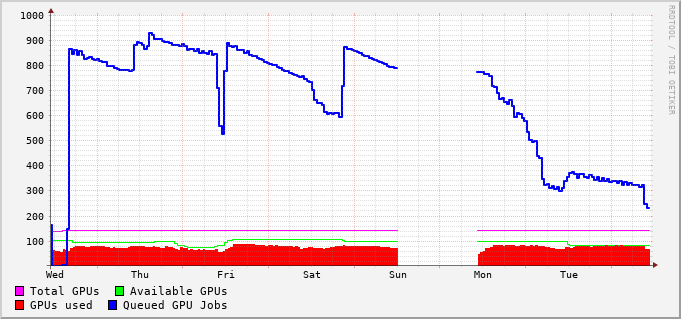 1000
900
800
700
600
500
400
300
200
100
Wed Thu Fri Sat Sun Mon Tue
Total GPUs Available GPUs
GPUs used Queued GPU Jobs
RRDTOOL / TOBI OETIKER